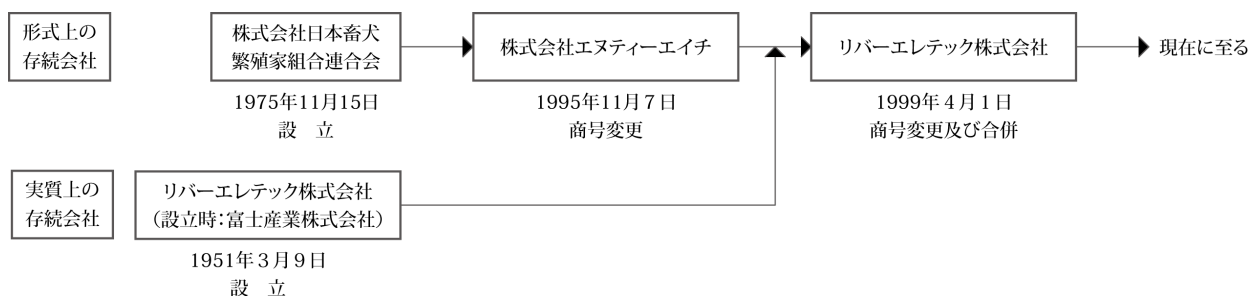 形式上の
存続会社
株式会社日本畜犬
繁殖家組合連合会
1975年11月15日
設　立
株式会社エヌティーエイチ
1995年11月７日
商号変更
リバーエレテック株式会社
1999年４月１日
商号変更及び合併
現在に至る
実質上の
存続会社
リバーエレテック株式会社
（設立時：富士産業株式会社）
1951年３月９日
設　立